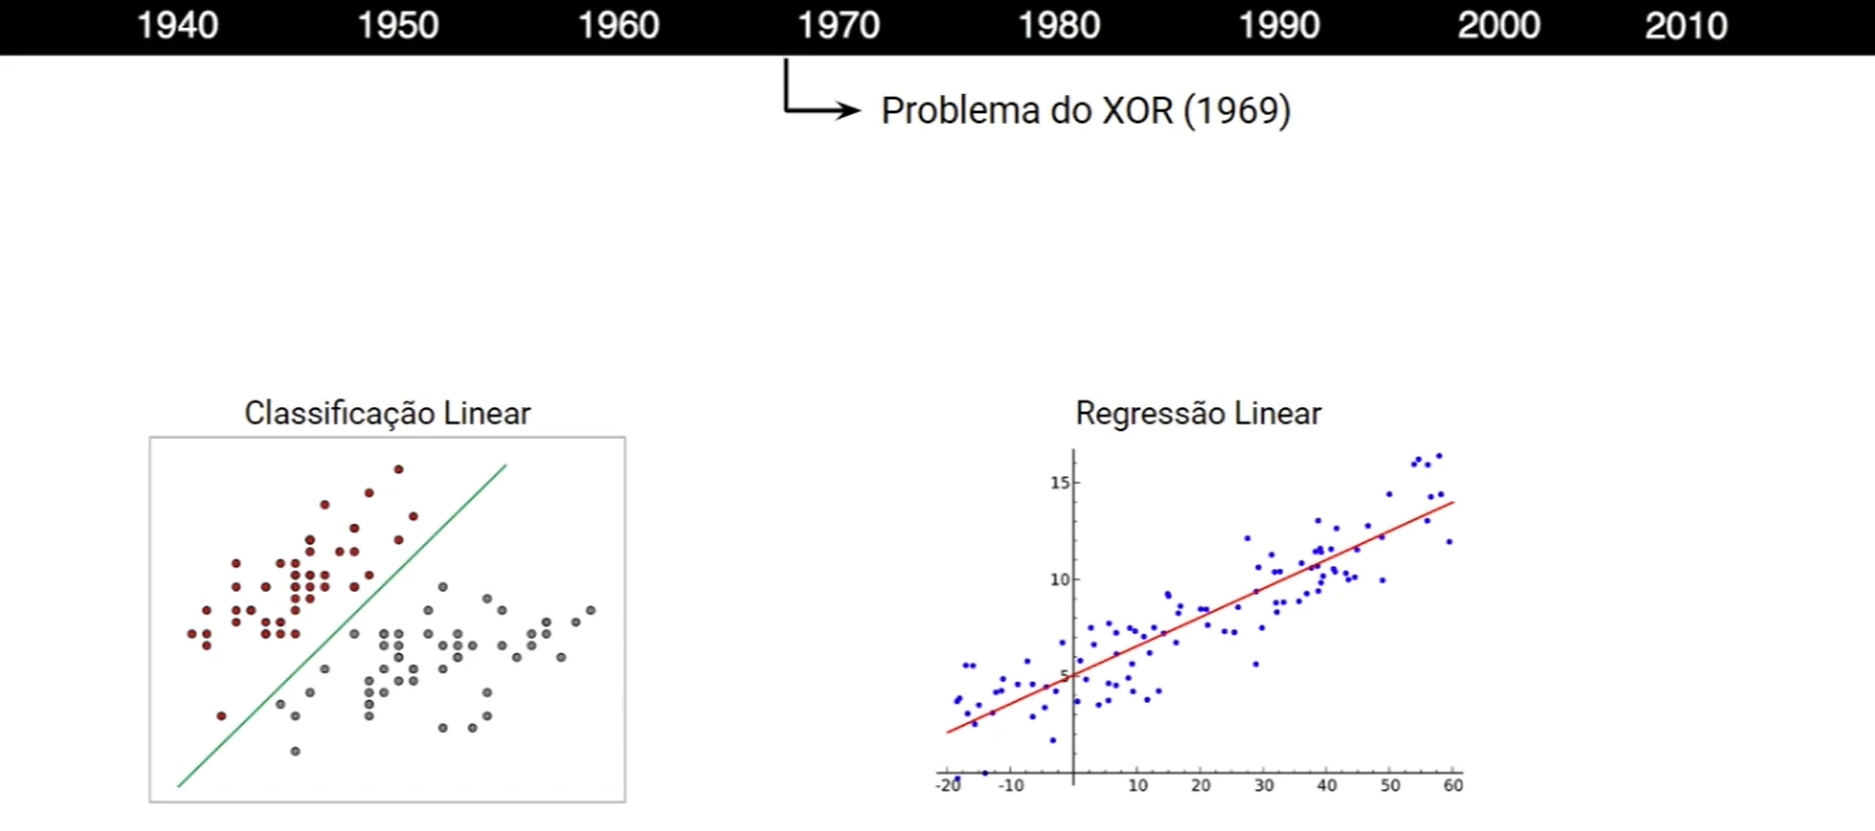 1940 1950 1960 1970 1980 1990 2000 2010
Problema do XOR (1969)
Classificação Linear
Regressão Linear
15
10
5
-20 -10 10 20 30 40 50 60